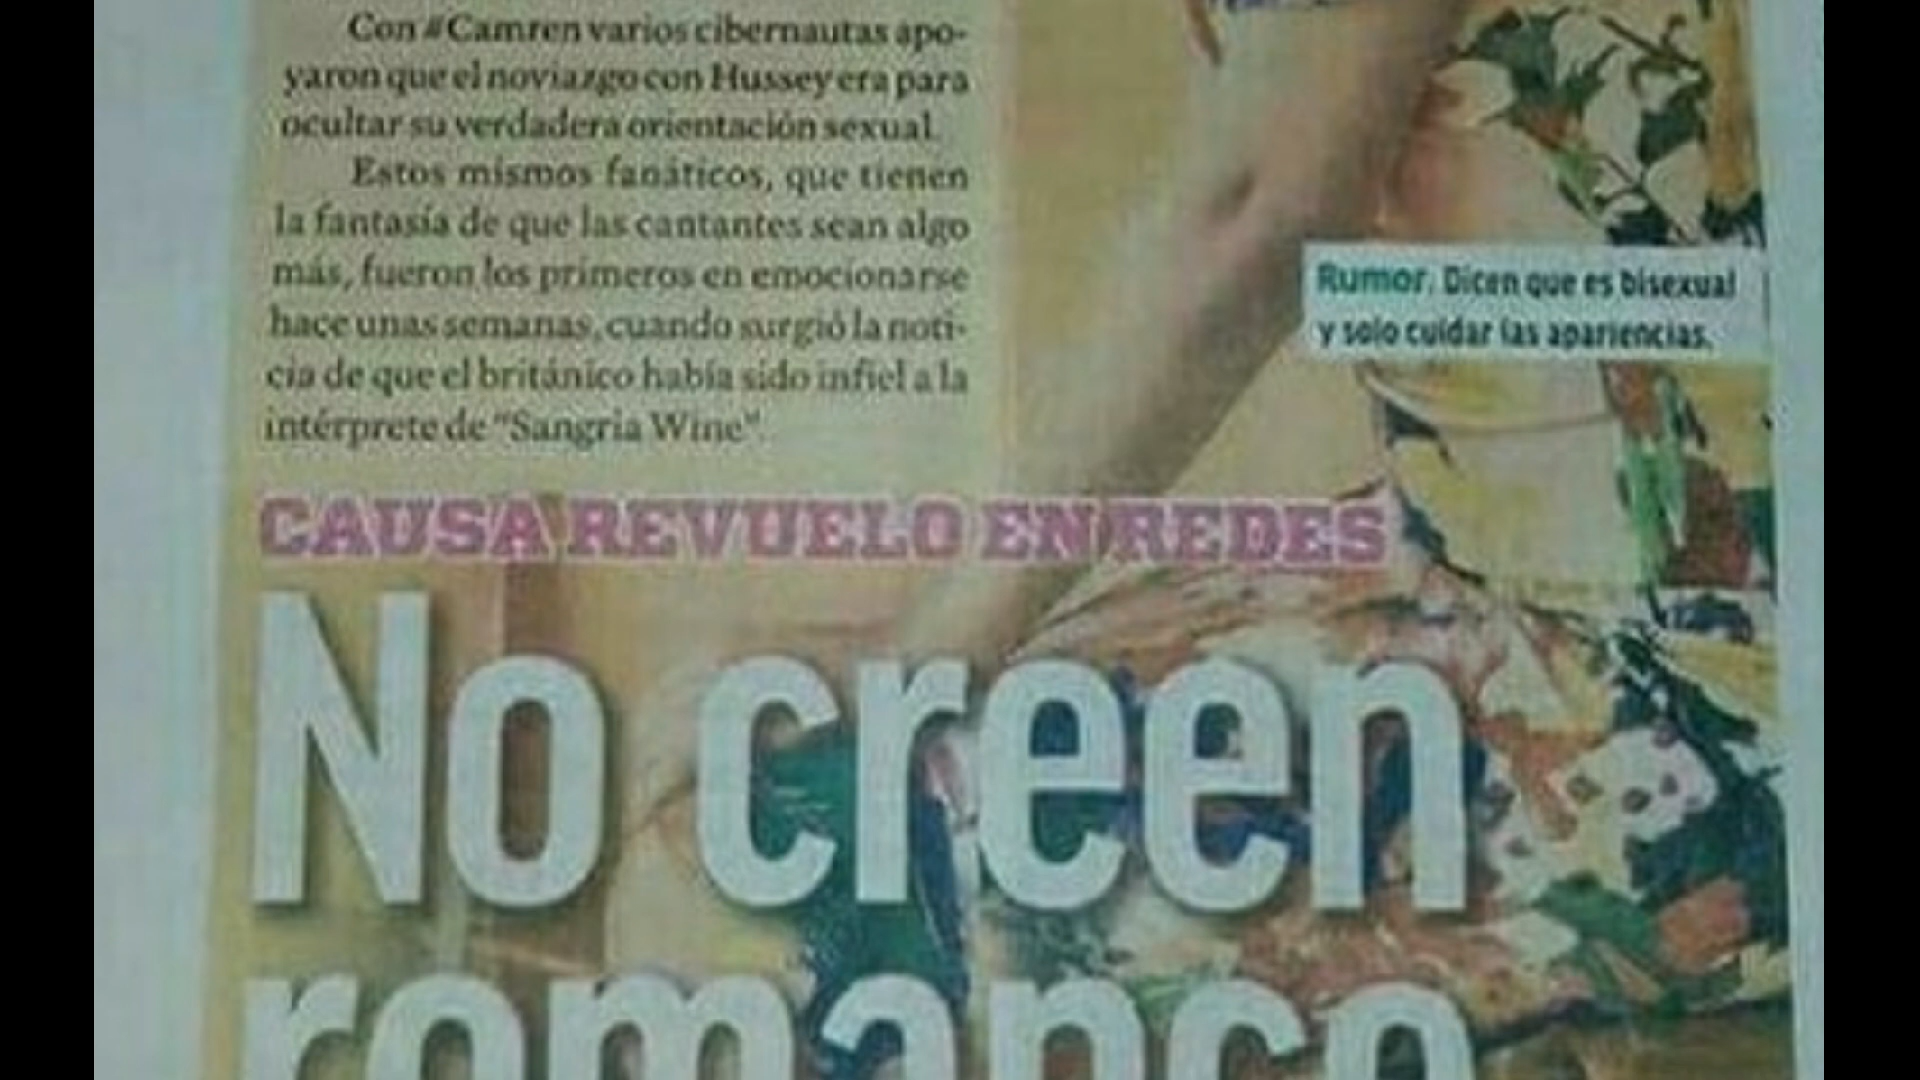 Con #Camren varios cibernautas apo-
yaron que el noviazgo con Hussey era para
ocultar su verdadera orientación sexual.
Estos mismos fanáticos, que tienen
la fantasía de que las cantantes sean algo
más, fueron los primeros en emocionarse
hace unas semanas, cuando surgió la noti-
cia de que el británico había sido infiel a la
intérprete de "Sangria Wine".
Rumor. Dicen que es bisexual
y solo cuidar las apariencias.
CAUSA REVUELO EN REDES
No creen
romance